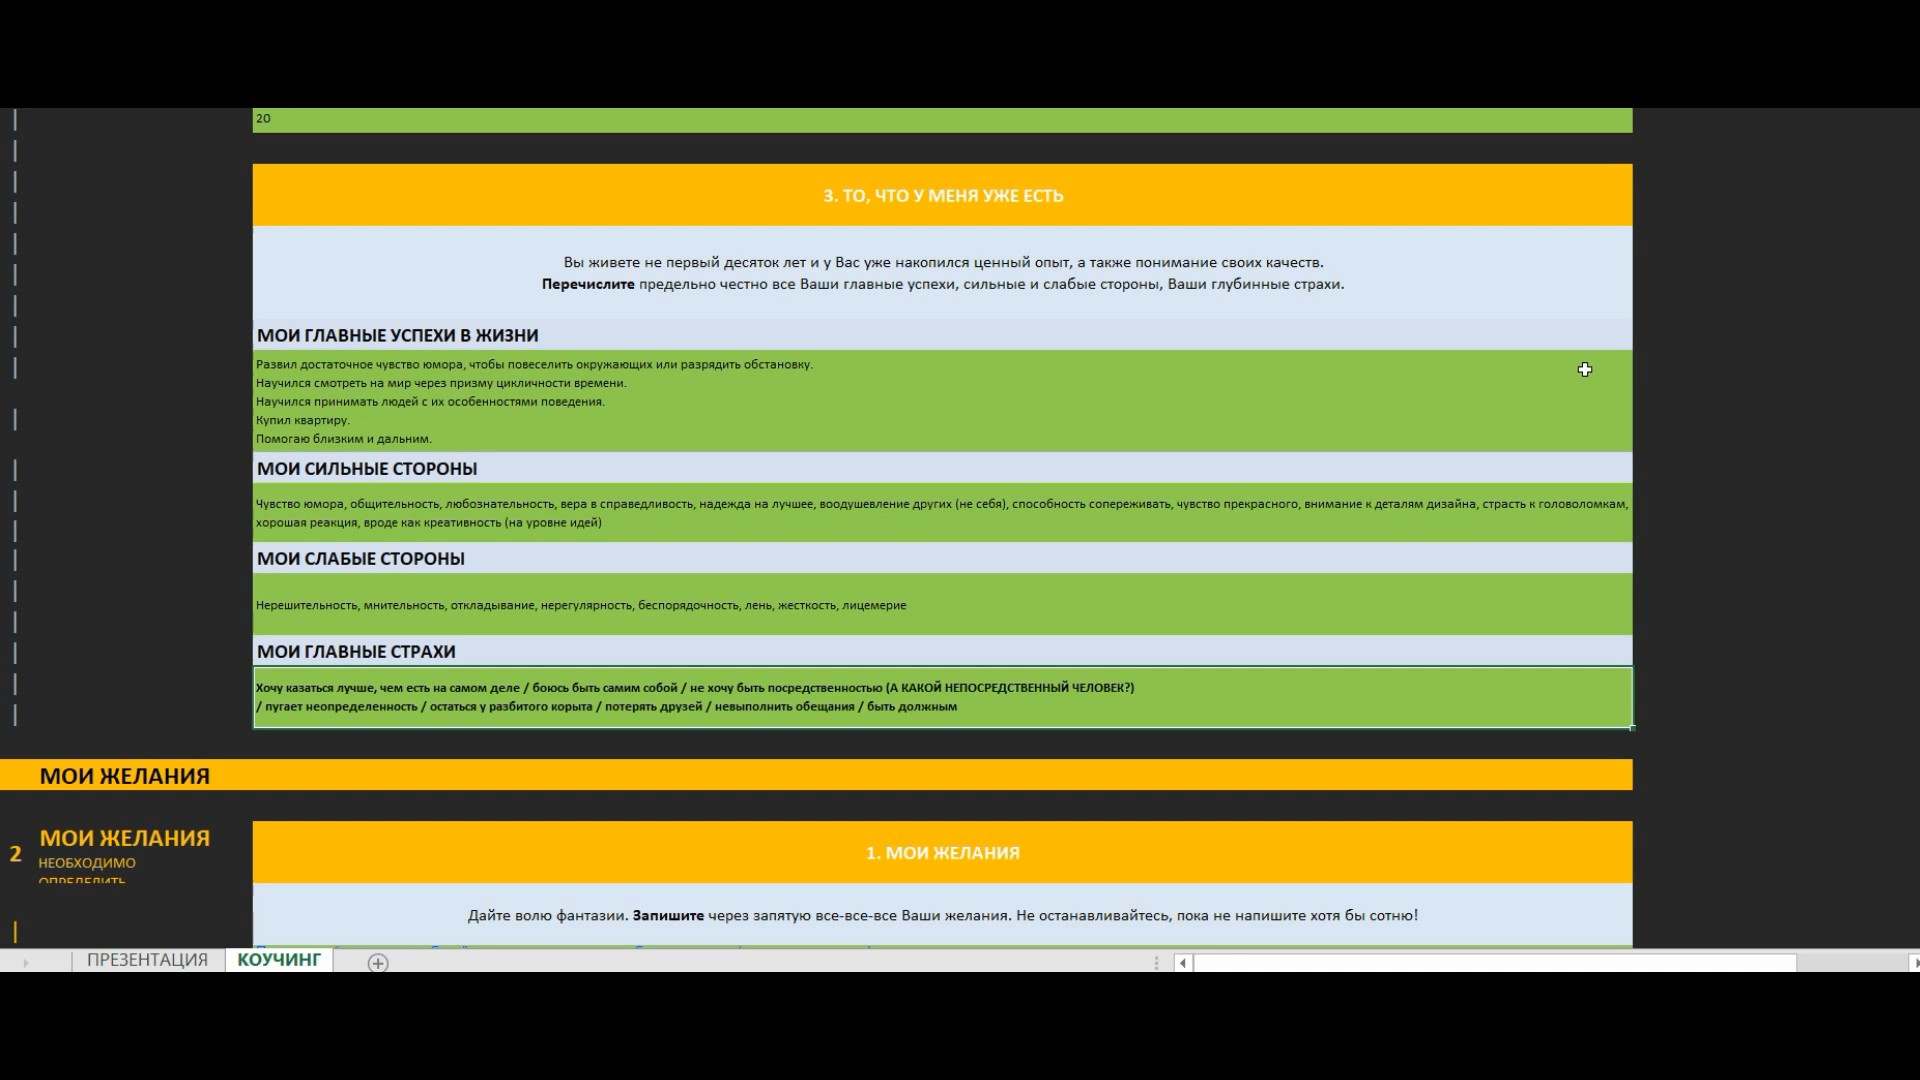 20
3. ТО, ЧТО У МЕНЯ УЖЕ ЕСТЬ
Вы живете не первый десяток лет и у Вас уже накопился ценный опыт, а также понимание своих качеств.
Перечислите предельно честно все Ваши главные успехи, сильные и слабые стороны, Ваши глубинные страхи.
МОИ ГЛАВНЫЕ УСПЕХИ В ЖИЗНИ
Развил достаточное чувство юмора, чтобы повеселить окружающих или разрядить обстановку.
Научился смотреть на мир через призму цикличности времени.
Научился принимать людей с их особенностями поведения.
Купил квартиру.
Помогаю близким и дальним.
МОИ СИЛЬНЫЕ СТОРОНЫ
Чувство юмора, общительность, любознательность, вера в справедливость, надежда на лучшее, воодушевление других (не себя), способность сопереживать, чувство прекрасного, внимание к деталям дизайна, страсть к головоломкам,
хорошая реакция, вроде как креативность (на уровне идей)
МОИ СЛАБЫЕ СТОРОНЫ
Нерешительность, мнительность, откладывание, нерегулярность, беспорядочность, лень, жесткость, лицемерие
МОИ ГЛАВНЫЕ СТРАХИ
Хочу казаться лучше, чем есть на самом деле / боюсь быть самим собой / не хочу быть посредственностью (А КАКОЙ НЕПОСРЕДСТВЕННЫЙ ЧЕЛОВЕК?)
/ пугает неопределенность / остаться у разбитого корыта / потерять друзей / невыполнить обещания / быть должным
МОИ ЖЕЛАНИЯ
2 МОИ ЖЕЛАНИЯ
НЕОБХОДИМО
ОПРЕДЕЛИТЬ
1. МОИ ЖЕЛАНИЯ
Дайте волю фантазии. Запишите через запятую все-все-все Ваши желания. Не останавливайтесь, пока не напишите хотя бы сотню!
ПРЕЗЕНТАЦИЯ
КОУЧИНГ